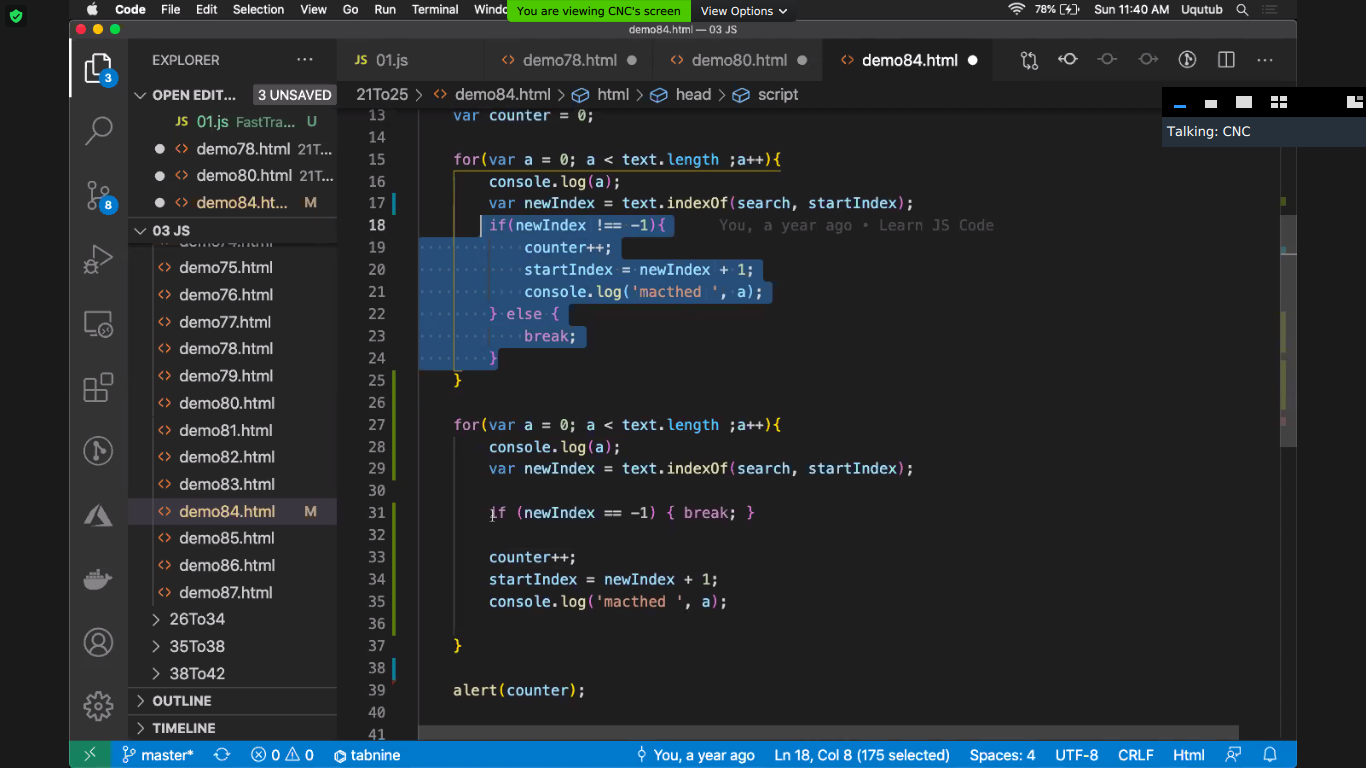 Code File Edit Selection View Go Run Terminal Windo
You are viewing CNC's screen
View Options
78% Sun 11:40 AM Uqutub
demo84.html — 03 JS
EXPLORER
OPEN EDIT... 3 UNSAVED
JS 01.js FastTra... U
demo78.html 21T...
demo80.html 21T...
demo84.ht... M
03 JS
demo75.html
demo76.html
demo77.html
demo78.html
demo79.html
demo80.html
demo81.html
demo82.html
demo83.html
demo84.html M
demo85.html
demo86.html
demo87.html
26To34
35To38
38To42
OUTLINE
TIMELINE
3
8
JS 01.js
demo78.html
demo80.html
demo84.html
21To25 > demo84.html > html > head > script
Talking: CNC
13 var counter = 0;
14
15 for(var a = 0; a < text.length ;a++){
16 console.log(a);
17 var newIndex = text.indexOf(search, startIndex);
18 if(newIndex !== -1){ You, a year ago • Learn JS Code
19 counter++;
20 startIndex = newIndex + 1;
21 console.log('macthed ', a);
22 } else {
23 break;
24 }
25 }
26
27 for(var a = 0; a < text.length ;a++){
28 console.log(a);
29 var newIndex = text.indexOf(search, startIndex);
30
31 if (newIndex == -1) { break; }
32
33 counter++;
34 startIndex = newIndex + 1;
35 console.log('macthed ', a);
36
37 }
38
39 alert(counter);
40
41
master* 0 0 tabnine You, a year ago Ln 18, Col 8 (175 selected) Spaces: 4 UTF-8 CRLF Html